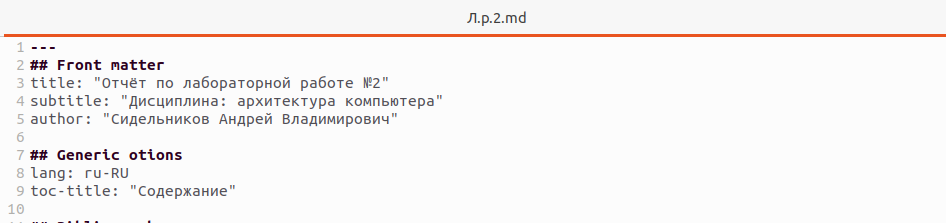 Л.р.2.md
1 ---
2 ## Front matter
3 title: "Отчёт по лабораторной работе №2"
4 subtitle: "Дисциплина: архитектура компьютера"
5 author: "Сидельников Андрей Владимирович"
6
7 ## Generic otions
8 lang: ru-RU
9 toc-title: "Содержание"
10